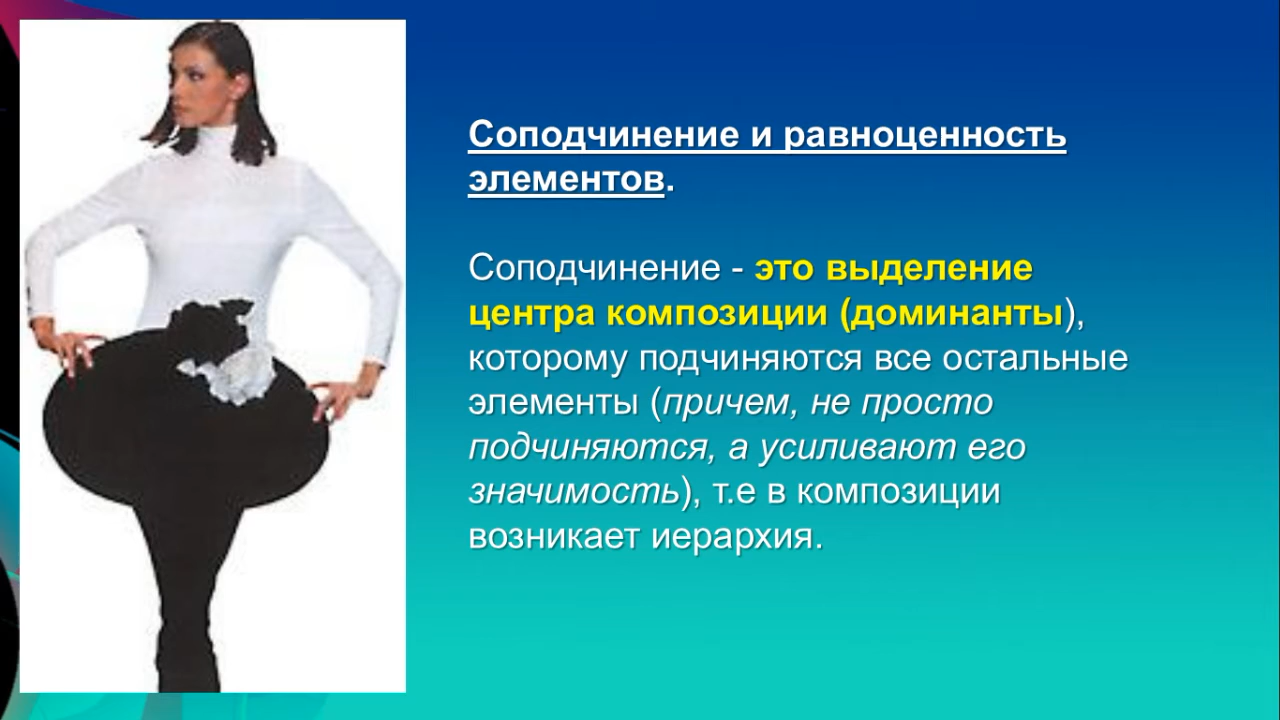 Соподчинение и равноценность
элементов.
Соподчинение - это выделение
центра композиции (доминанты),
которому подчиняются все остальные
элементы (причем, не просто
подчиняются, а усиливают его
значимость), т.е в композиции
возникает иерархия.